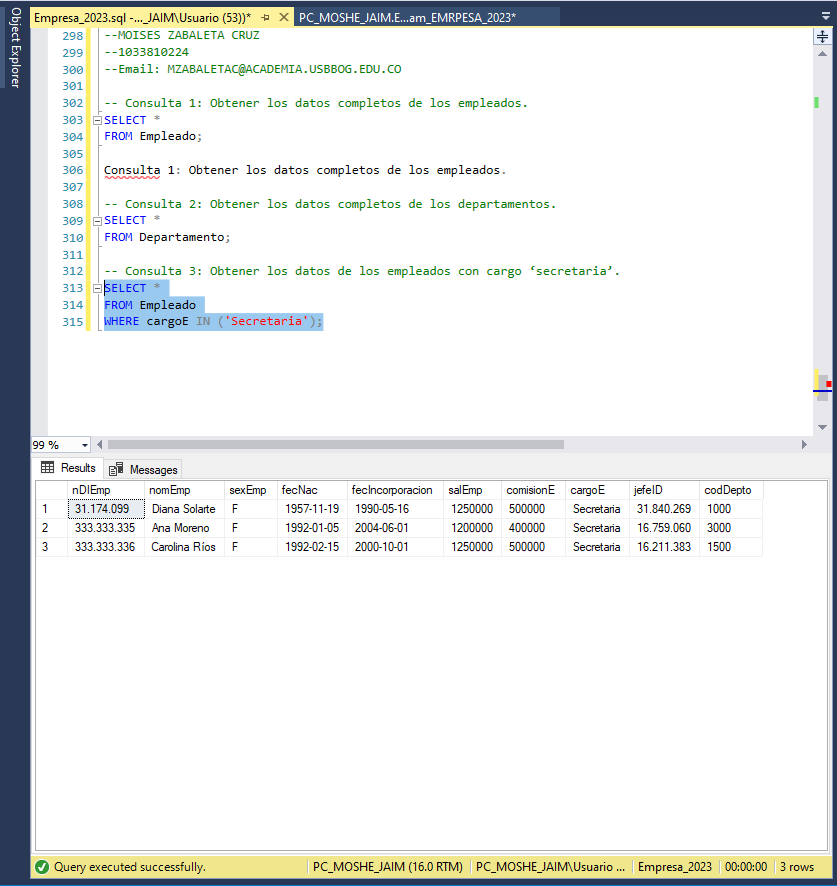 Object Explorer
Empresa_2023.sql -..._JAIM\Usuario (53))* PC_MOSHE_JAIM.E...am_EMRPESA_2023*
298 --MOISES ZABALETA CRUZ
299 --1033810224
300 --Email: MZABALETAC@ACADEMIA.USBBOG.EDU.CO
301
302 -- Consulta 1: Obtener los datos completos de los empleados.
303 SELECT *
304 FROM Empleado;
305
306 Consulta 1: Obtener los datos completos de los empleados.
307
308 -- Consulta 2: Obtener los datos completos de los departamentos.
309 SELECT *
310 FROM Departamento;
311
312 -- Consulta 3: Obtener los datos de los empleados con cargo ‘secretaria’.
313 SELECT *
314 FROM Empleado
315 WHERE cargoE IN ('Secretaria');
99 %
Results Messages
nDIEmp nomEmp sexEmp fecNac fecIncorporacion salEmp comisionE cargoE jefeID codDepto
1 31.174.099 Diana Solarte F 1957-11-19 1990-05-16 1250000 500000 Secretaria 31.840.269 1000
2 333.333.335 Ana Moreno F 1992-01-05 2004-06-01 1200000 400000 Secretaria 16.759.060 3000
3 333.333.336 Carolina Ríos F 1992-02-15 2000-10-01 1250000 500000 Secretaria 16.211.383 1500
Query executed successfully. PC_MOSHE_JAIM (16.0 RTM) PC_MOSHE_JAIM\Usuario ... Empresa_2023 00:00:00 3 rows